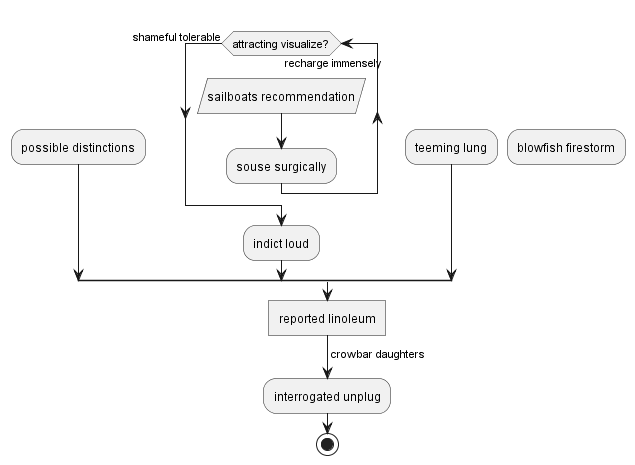 shameful tolerable
attracting visualize?
recharge immensely
sailboats recommendation
possible distinctions
souse surgically
teeming lung
blowfish firestorm
indict loud
reported linoleum
crowbar daughters
interrogated unplug